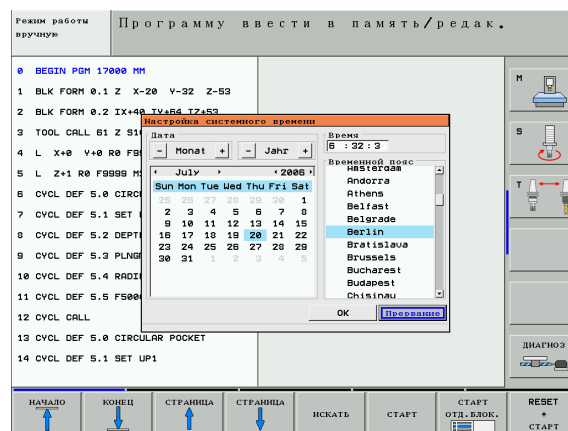 Режим работы
вручную
Программу ввести в память/редак.
0 BEGIN PGM 17000 MM
1 BLK FORM 0.1 Z X-20 Y-32 Z-53
2 BLK FORM 0.2 IX+40 IY+64 IZ+53
3 TOOL CALL 61 Z S10
4 L X+0 Y+0 R0 F99
5 L Z+1 R0 F9999 M3
6 CYCL DEF 5.0 CIRCU
7 CYCL DEF 5.1 SET U
8 CYCL DEF 5.2 DEPTH
9 CYCL DEF 5.3 PLNGN
10 CYCL DEF 5.4 RADIU
11 CYCL DEF 5.5 F5000
12 CYCL CALL
13 CYCL DEF 5.0 CIRCULAR POCKET
14 CYCL DEF 5.1 SET UP1
Настройка системного времени
Дата
- Monat + - Jahr +
July 2006
Sun Mon Tue Wed Thu Fri Sat
25 26 27 28 29 30 1
2 3 4 5 6 7 8
9 10 11 12 13 14 15
16 17 18 19 20 21 22
23 24 25 26 27 28 29
30 31 1 2 3 4 5
Время
6 :32:3
Временной пояс
Amsterdam
Andorra
Athens
Belfast
Belgrade
Berlin
Bratislava
Brussels
Bucharest
Budapest
Chisinau
OK Прервание
M
S
T
ДИАГНОЗ
НАЧАЛО
КОНЕЦ
СТРАНИЦА
СТРАНИЦА
ИСКАТЬ
СТАРТ
СТАРТ
ОТД.БЛОК.
RESET
+
СТАРТ